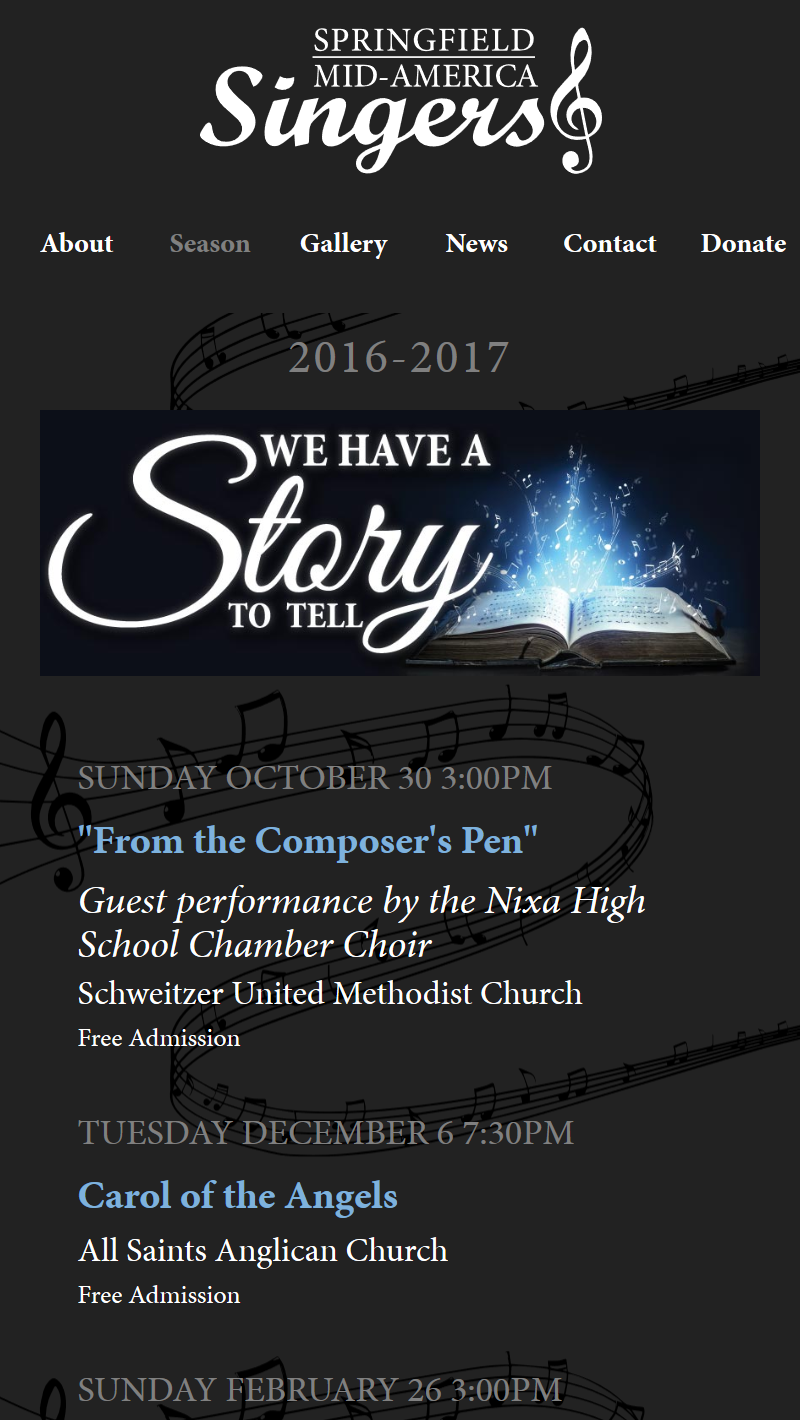 SPRINGFIELD
MID-AMERICA
Singers
About Season Gallery News Contact Donate
2016-2017
WE HAVE A
Story
TO TELL
SUNDAY OCTOBER 30 3:00PM
"From the Composer's Pen"
Guest performance by the Nixa High
School Chamber Choir
Schweitzer United Methodist Church
Free Admission
TUESDAY DECEMBER 6 7:30PM
Carol of the Angels
All Saints Anglican Church
Free Admission
SUNDAY FEBRUARY 26 3:00PM